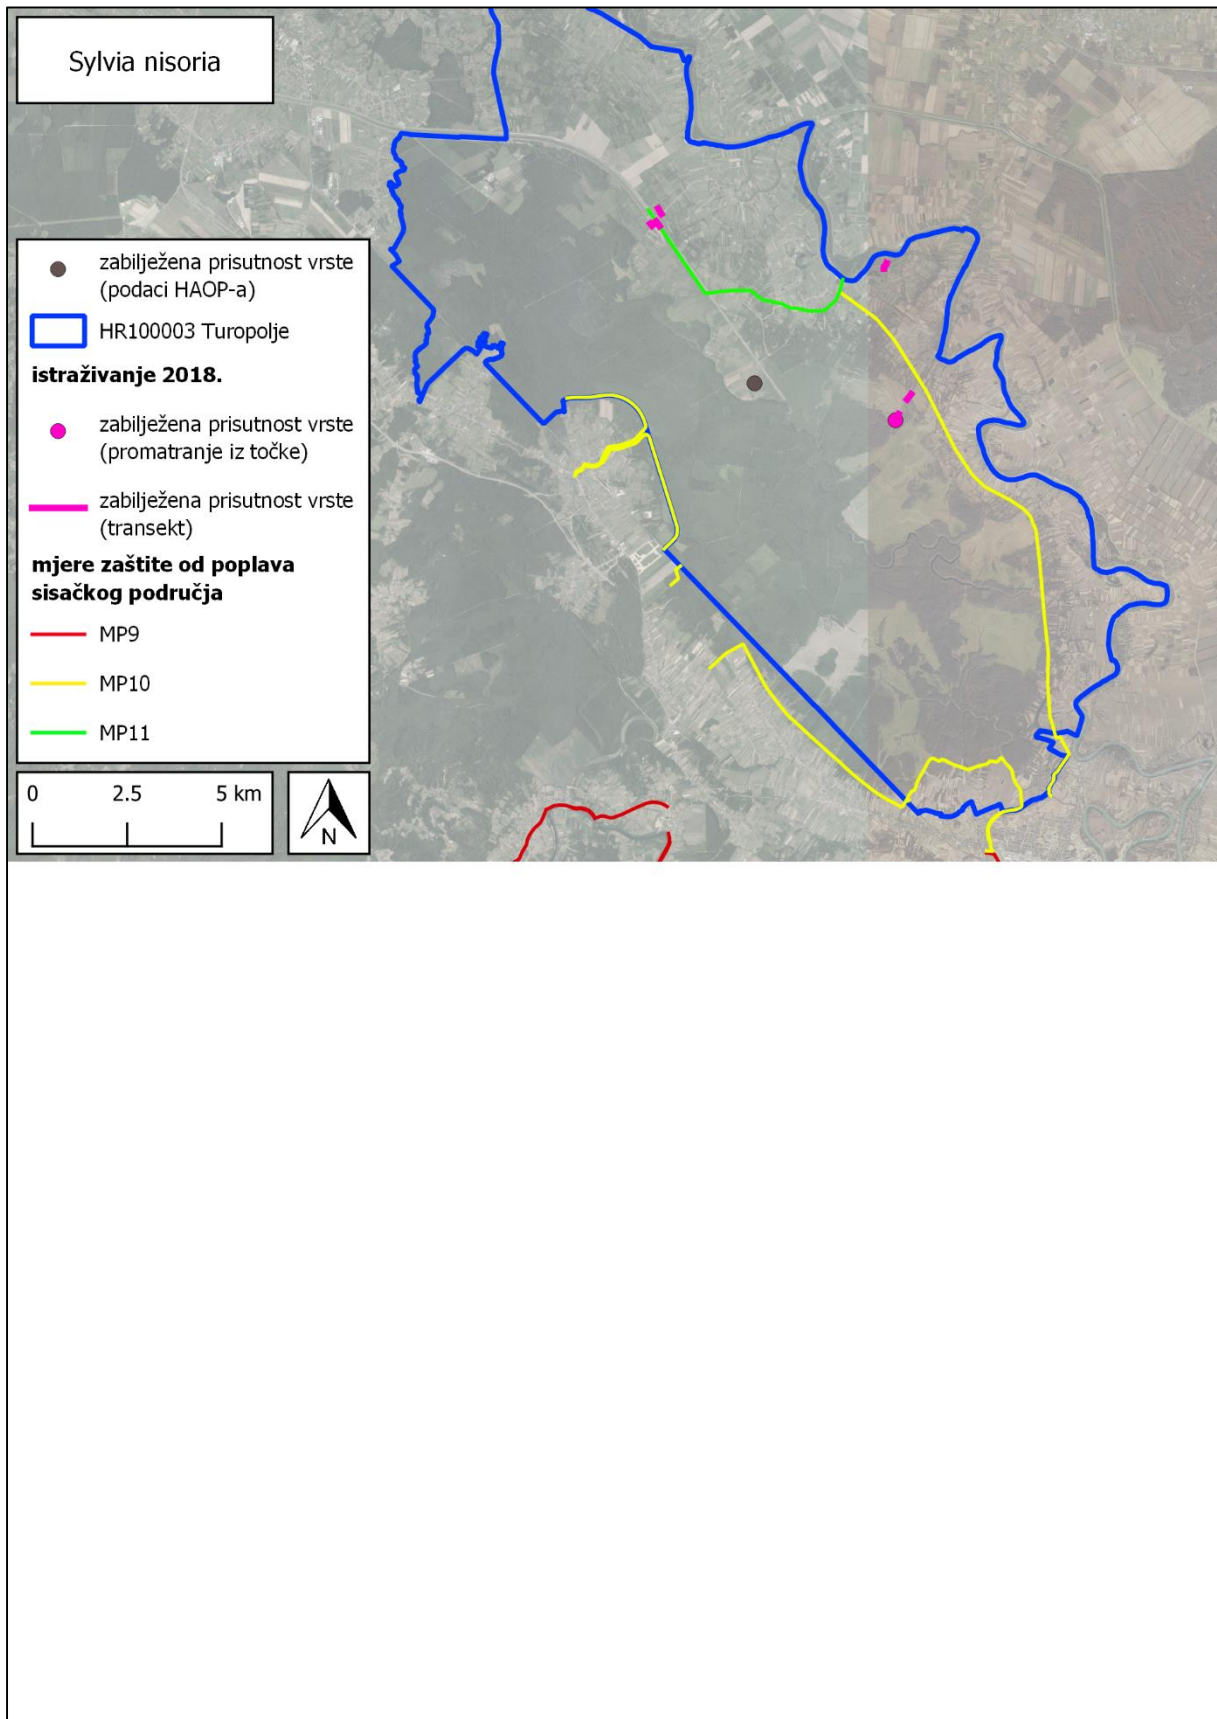 Sylvia nisoria
zabilježena prisutnost vrste
(podaci HAOP-a)
HR100003 Turopolje
istraživanje 2018.
zabilježena prisutnost vrste
(promatranje iz točke)
zabilježena prisutnost vrste
(transekt)
mjere zaštite od poplava
sisačkog područja
MP9
MP10
MP11
0 2.5 5 km
N